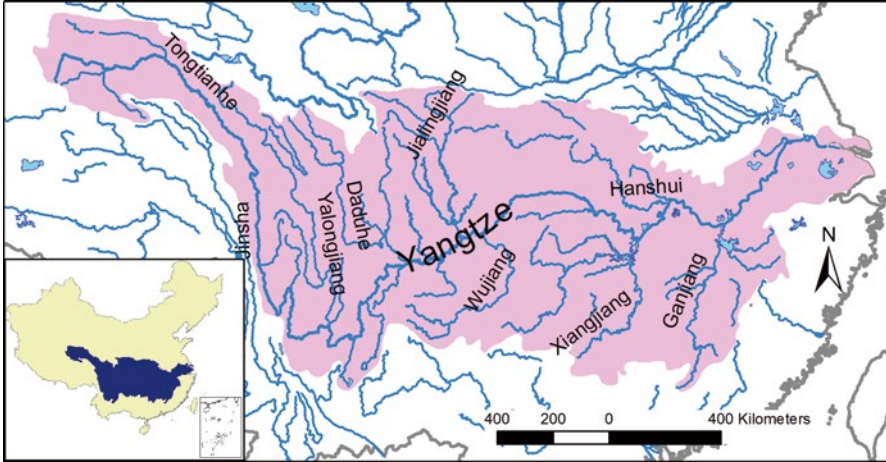 Tongtianhe
Jialingjiang
Hanshui
Daduhe
Yalongjiang
Jinsha
Yangtze
Wujiang
Xiangjiang
Ganjiang
N
400 200 0 400 Kilometers